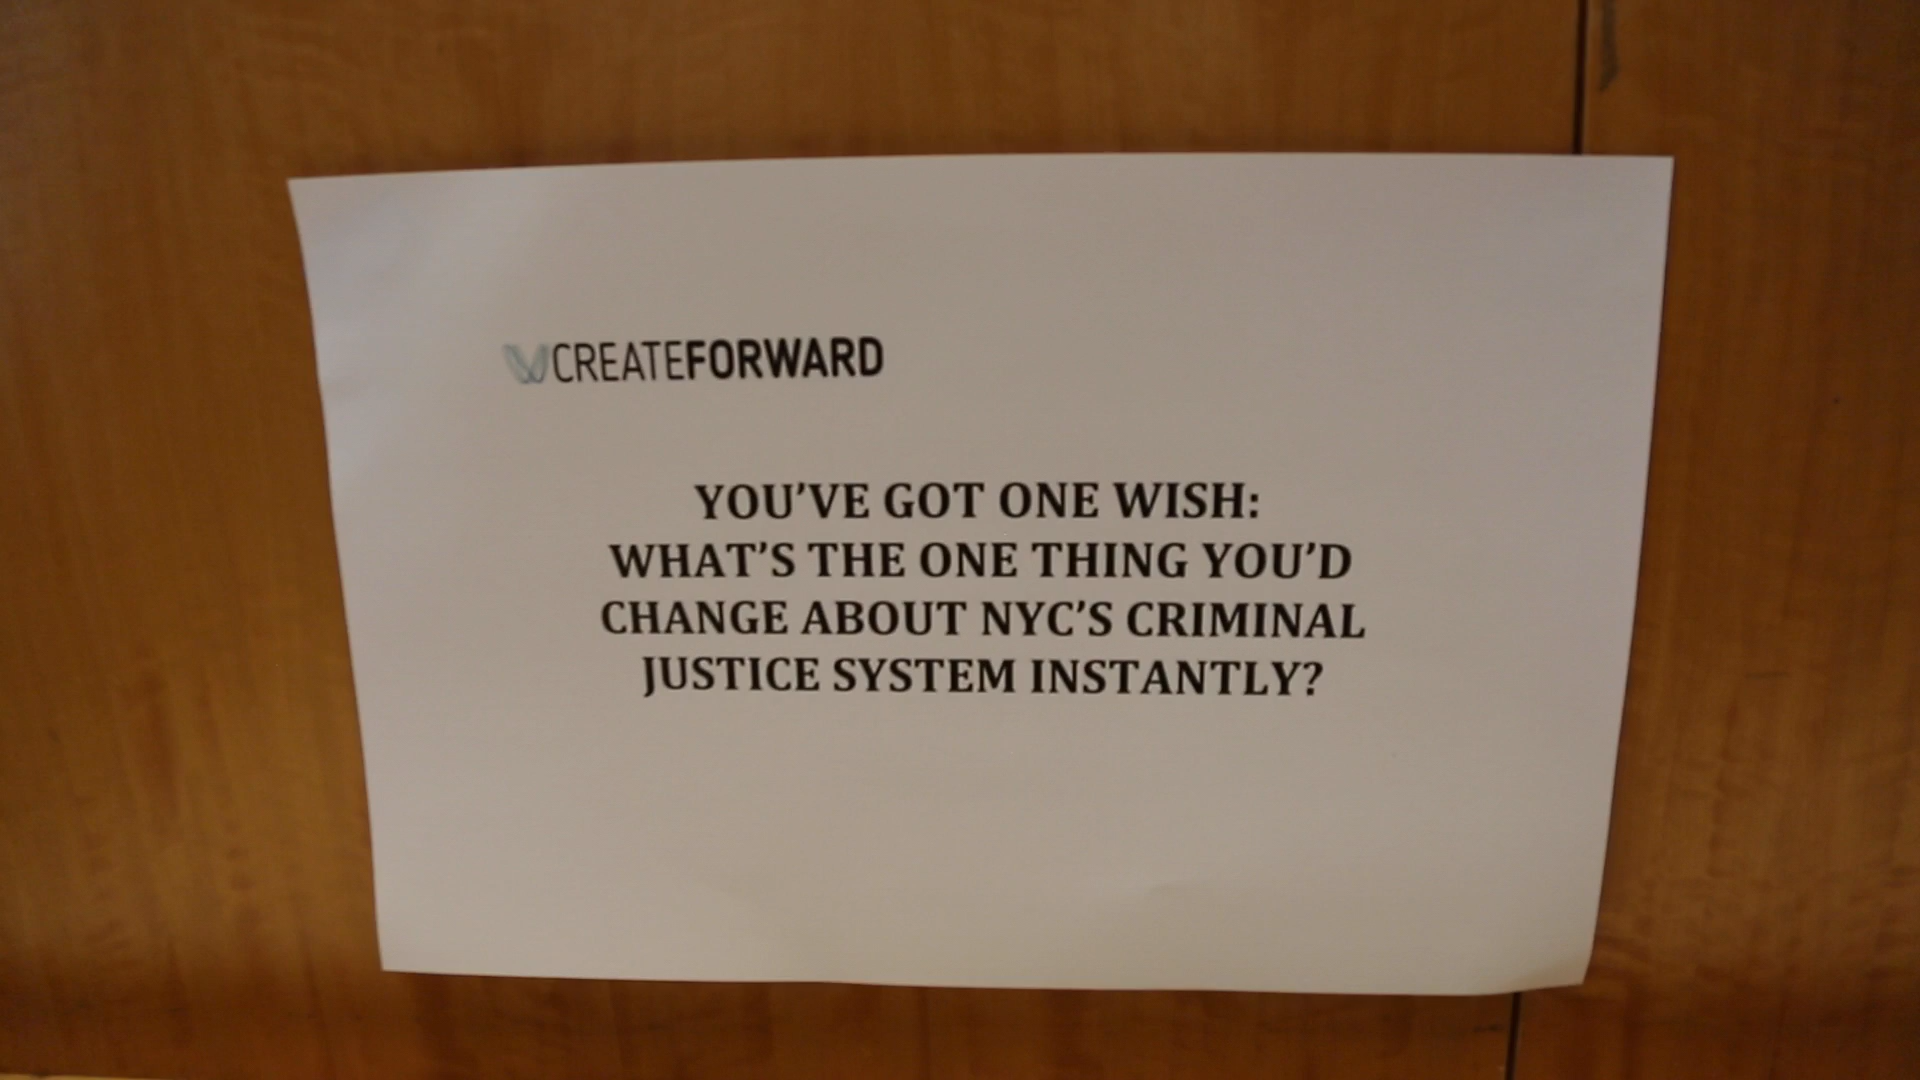 CREATEFORWARD
YOU'VE GOT ONE WISH:
WHAT'S THE ONE THING YOU'D
CHANGE ABOUT NYC'S CRIMINAL
JUSTICE SYSTEM INSTANTLY?